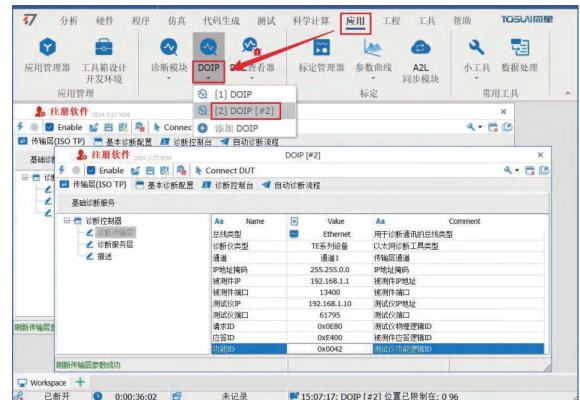 分析 硬件 程序 仿真 代码生成 测试 科学计算 应用 工程 工具 帮助 TOSUN同星
应用管理器 工具箱设计 诊断模块 DOIP 查看器 标定管理器 参数曲线 A2L 小工具 数据处理
开发环境 同步模块
应用管理 标定 常用工具
[1] DOIP
[2] DOIP [#2]
添加 DOIP
注册软件
Enable Connec
传输层(ISO TP) 基本诊断配置 诊断控制台 自动诊断流程
注册软件 DOIP [#2]
Enable Connect DUT
传输层(ISO TP) 基本诊断配置 诊断控制台 自动诊断流程
基础诊断服务
诊断控制器
诊断传输层
诊断服务层
描述
Name Value Comment
总线类型 Ethernet 用于诊断通讯的总线类型
诊断仪类型 TE系列设备 以太网诊断工具类型
通道 通道1 传输层通道
IP地址掩码 255.255.0.0 IP地址掩码
被测件IP 192.168.1.1 被测件IP地址
被测件端口 13400 被测件端口
测试仪IP 192.168.1.10 测试仪IP地址
测试仪端口 61795 测试仪端口
请求ID 0x0E80 测试仪物理逻辑ID
应答ID 0xE400 被测件应答逻辑ID
功能ID 0x0042 测试仪功能逻辑ID
刷新传输层参数成功
Workspace
已断开 0:00:36:02 未记录 15:07:17: DOIP [#2] 位置已限制在: 0 96